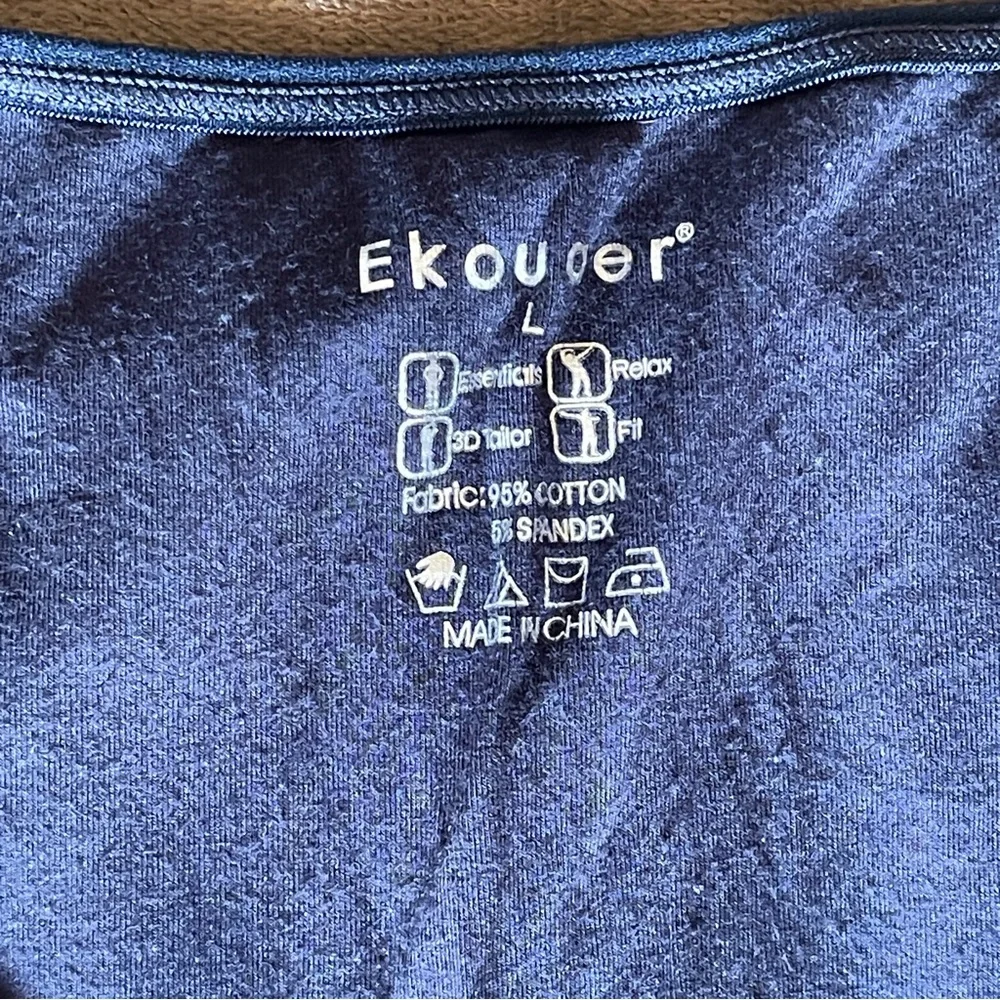 Ekouaer®
L
Essentials Relax
3D Tailor Fit
Fabric: 95% COTTON
5% SPANDEX
MADE IN CHINA